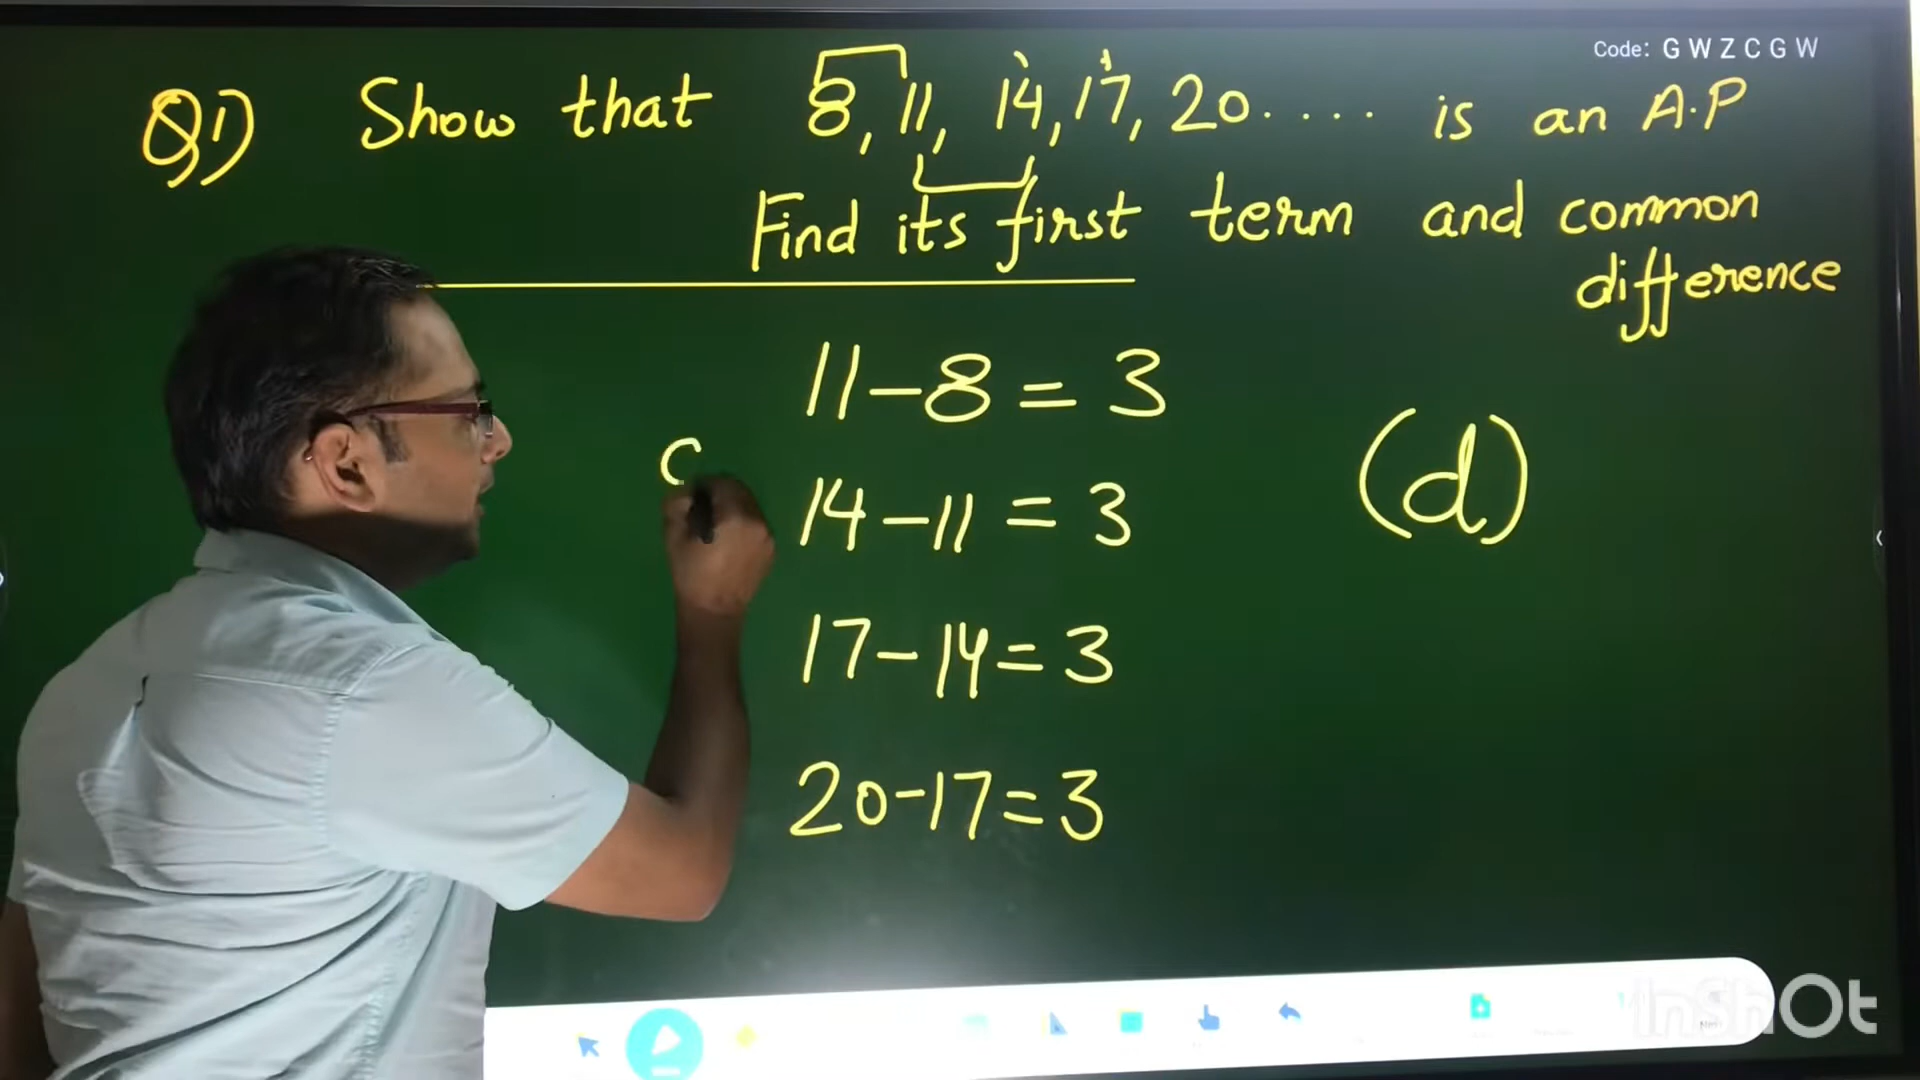 Code: GWZCGW
Q1) Show that 8, 11, 14, 17, 20.... is an A.P
Find its first term and common
difference
11-8=3
(d)
C
14-11=3
17-14=3
20-17=3
InShOt